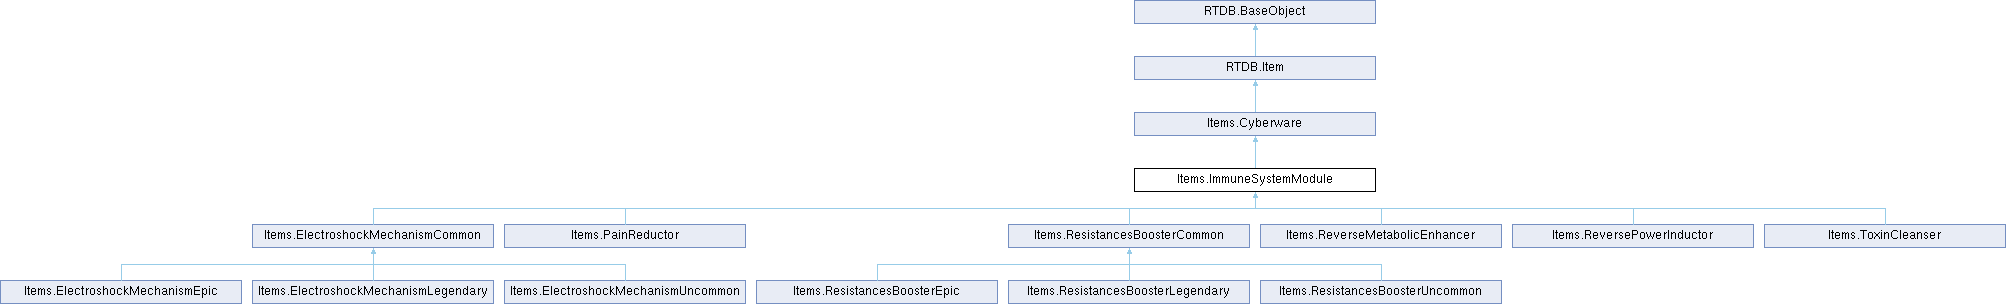 RTDB.BaseObject
RTDB.Item
Items.Cyberware
Items.ImmuneSystemModule
Items.ElectroshockMechanismCommon
Items.PainReductor
Items.ResistancesBoosterCommon
Items.ReverseMetabolicEnhancer
Items.ReversePowerInductor
Items.ToxinCleanser
Items.ElectroshockMechanismEpic
Items.ElectroshockMechanismLegendary
Items.ElectroshockMechanismUncommon
Items.ResistancesBoosterEpic
Items.ResistancesBoosterLegendary
Items.ResistancesBoosterUncommon